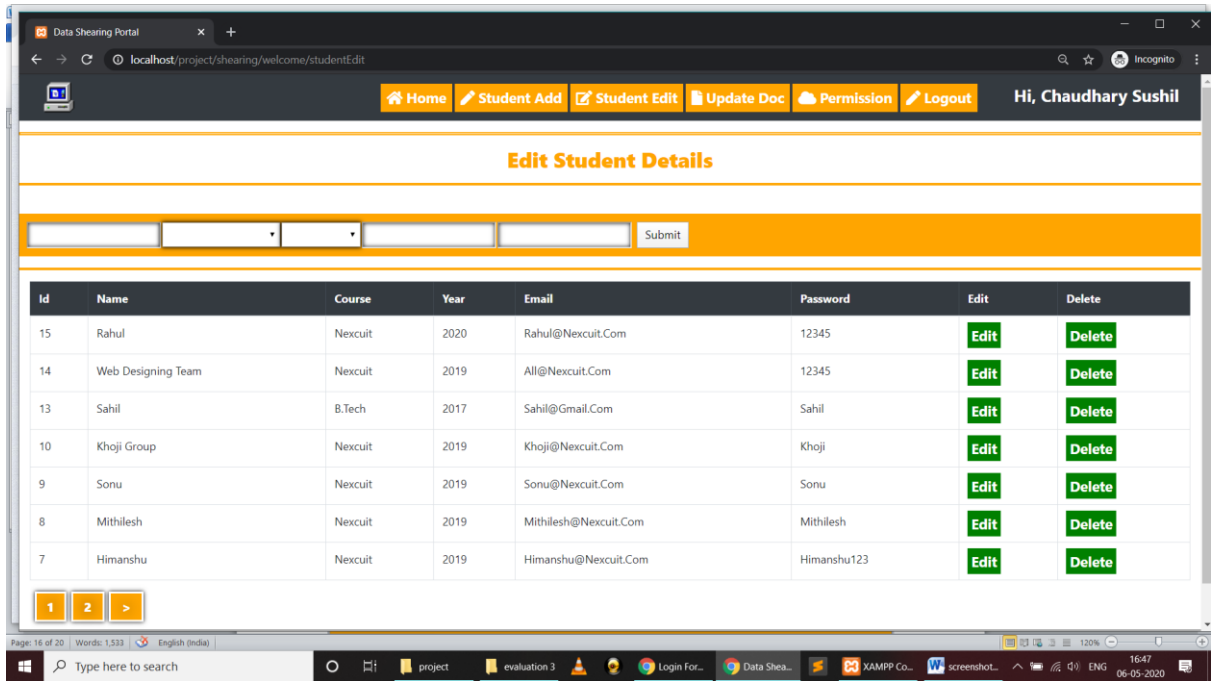 Data Shearing Portal
localhost/project/shearing/welcome/studentEdit
Incognito
Home Student Add Student Edit Update Doc Permission Logout Hi, Chaudhary Sushil
Edit Student Details
Submit
Id Name Course Year Email Password Edit Delete
15 Rahul Nexcuit 2020 Rahul@Nexcuit.Com 12345 Edit Delete
14 Web Designing Team Nexcuit 2019 All@Nexcuit.Com 12345 Edit Delete
13 Sahil B.Tech 2017 Sahil@Gmail.Com Sahil Edit Delete
10 Khoji Group Nexcuit 2019 Khoji@Nexcuit.Com Khoji Edit Delete
9 Sonu Nexcuit 2019 Sonu@Nexcuit.Com Sonu Edit Delete
8 Mithilesh Nexcuit 2019 Mithilesh@Nexcuit.Com Mithilesh Edit Delete
7 Himanshu Nexcuit 2019 Himanshu@Nexcuit.Com Himanshu123 Edit Delete
1 2 >
Page: 16 of 20 Words: 1,533 English (India) 120%
Type here to search project evaluation 3 Login For... Data Shea... XAMPP Co... screenshot... ENG 16:47
06-05-2020